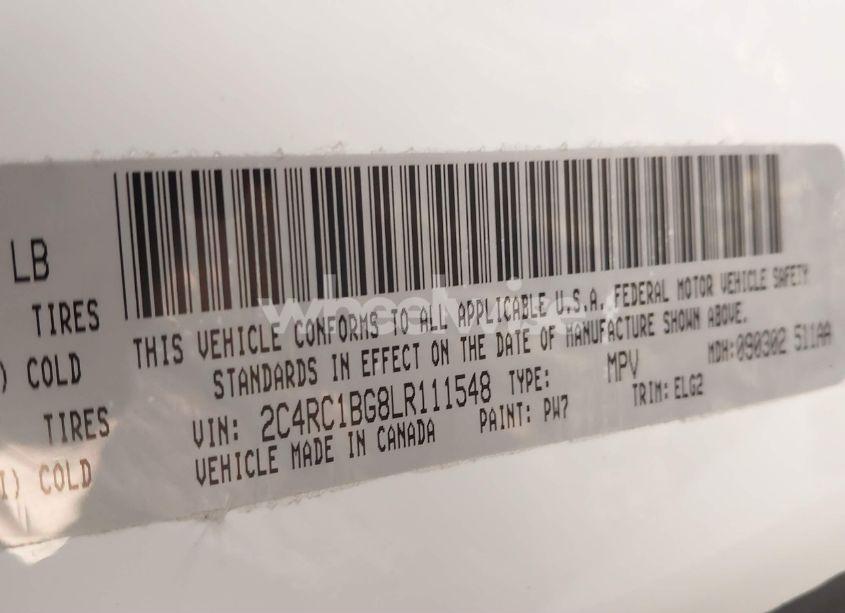 LB
TIRES
) COLD
TIRES
I) COLD
wheelwise
THIS VEHICLE CONFORMS TO ALL APPLICABLE U.S.A. FEDERAL MOTOR VEHICLE SAFETY
STANDARDS IN EFFECT ON THE DATE OF MANUFACTURE SHOWN ABOVE.
VIN: 2C4RC1BG8LR111548 TYPE: MPV MDH: 090302 511AA
VEHICLE MADE IN CANADA PAINT: PW7 TRIM: ELG2